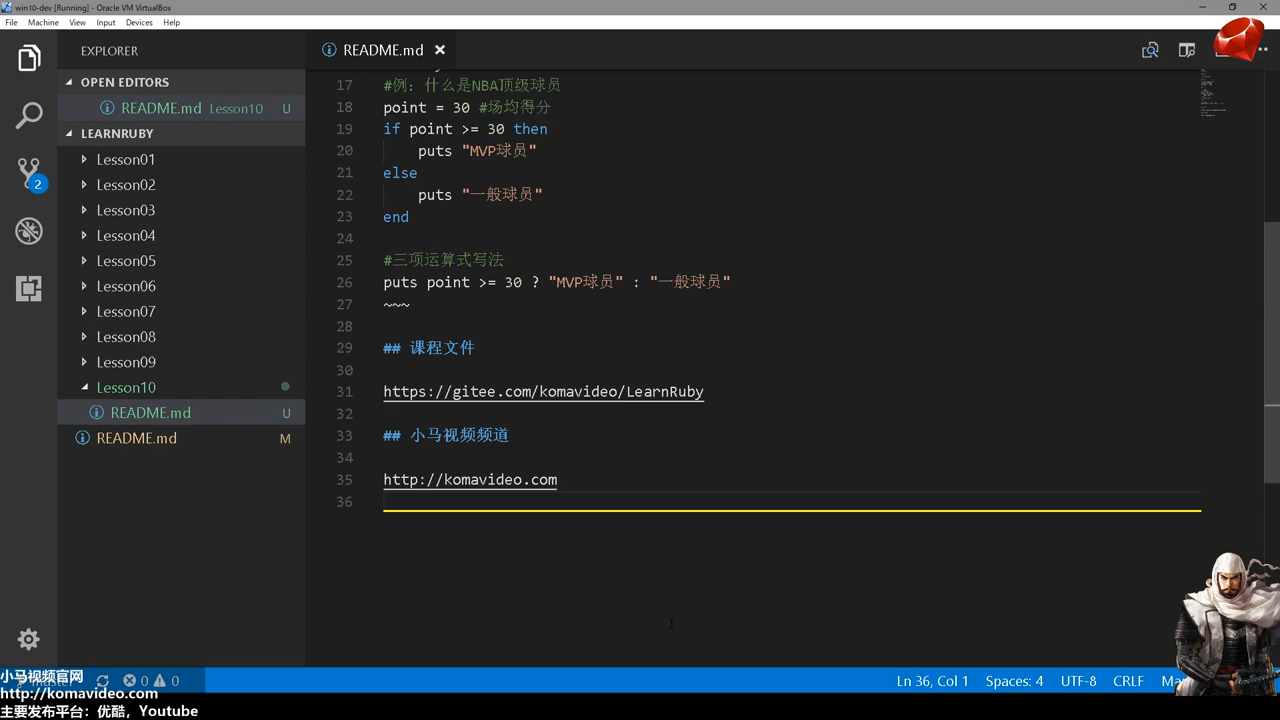 win10-dev [Running] - Oracle VM VirtualBox
File Machine View Input Devices Help
EXPLORER
README.md
OPEN EDITORS
README.md Lesson10 U
LEARNRUBY
Lesson01
Lesson02
Lesson03
Lesson04
Lesson05
Lesson06
Lesson07
Lesson08
Lesson09
Lesson10
README.md U
README.md M
2
17 #例：什么是NBA顶级球员
18 point = 30 #场均得分
19 if point >= 30 then
20 puts "MVP球员"
21 else
22 puts "一般球员"
23 end
24
25 #三项运算式写法
26 puts point >= 30 ? "MVP球员" : "一般球员"
27 ~~~
28
29 ## 课程文件
30
31 https://gitee.com/komavideo/LearnRuby
32
33 ## 小马视频频道
34
35 http://komavideo.com
36
小马视频官网
http://komavideo.com
主要发布平台：优酷，Youtube
0 0
Ln 36, Col 1 Spaces: 4 UTF-8 CRLF